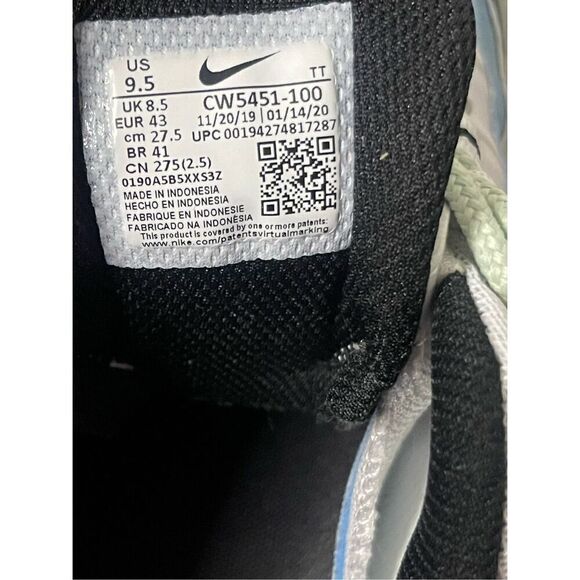 US
9.5 TT
UK 8.5 CW5451-100
EUR 43 11/20/19 01/14/20
cm 27.5 UPC 00194274817287
BR 41
CN 275(2.5)
0190A5B5XXS3Z
MADE IN INDONESIA
HECHO EN INDONESIA
FABRIQUE EN INDONESIE
FABRICADO NA INDONÉSIA
This product is covered by one or more patents:
www.nike.com/patentsvirtualmarking